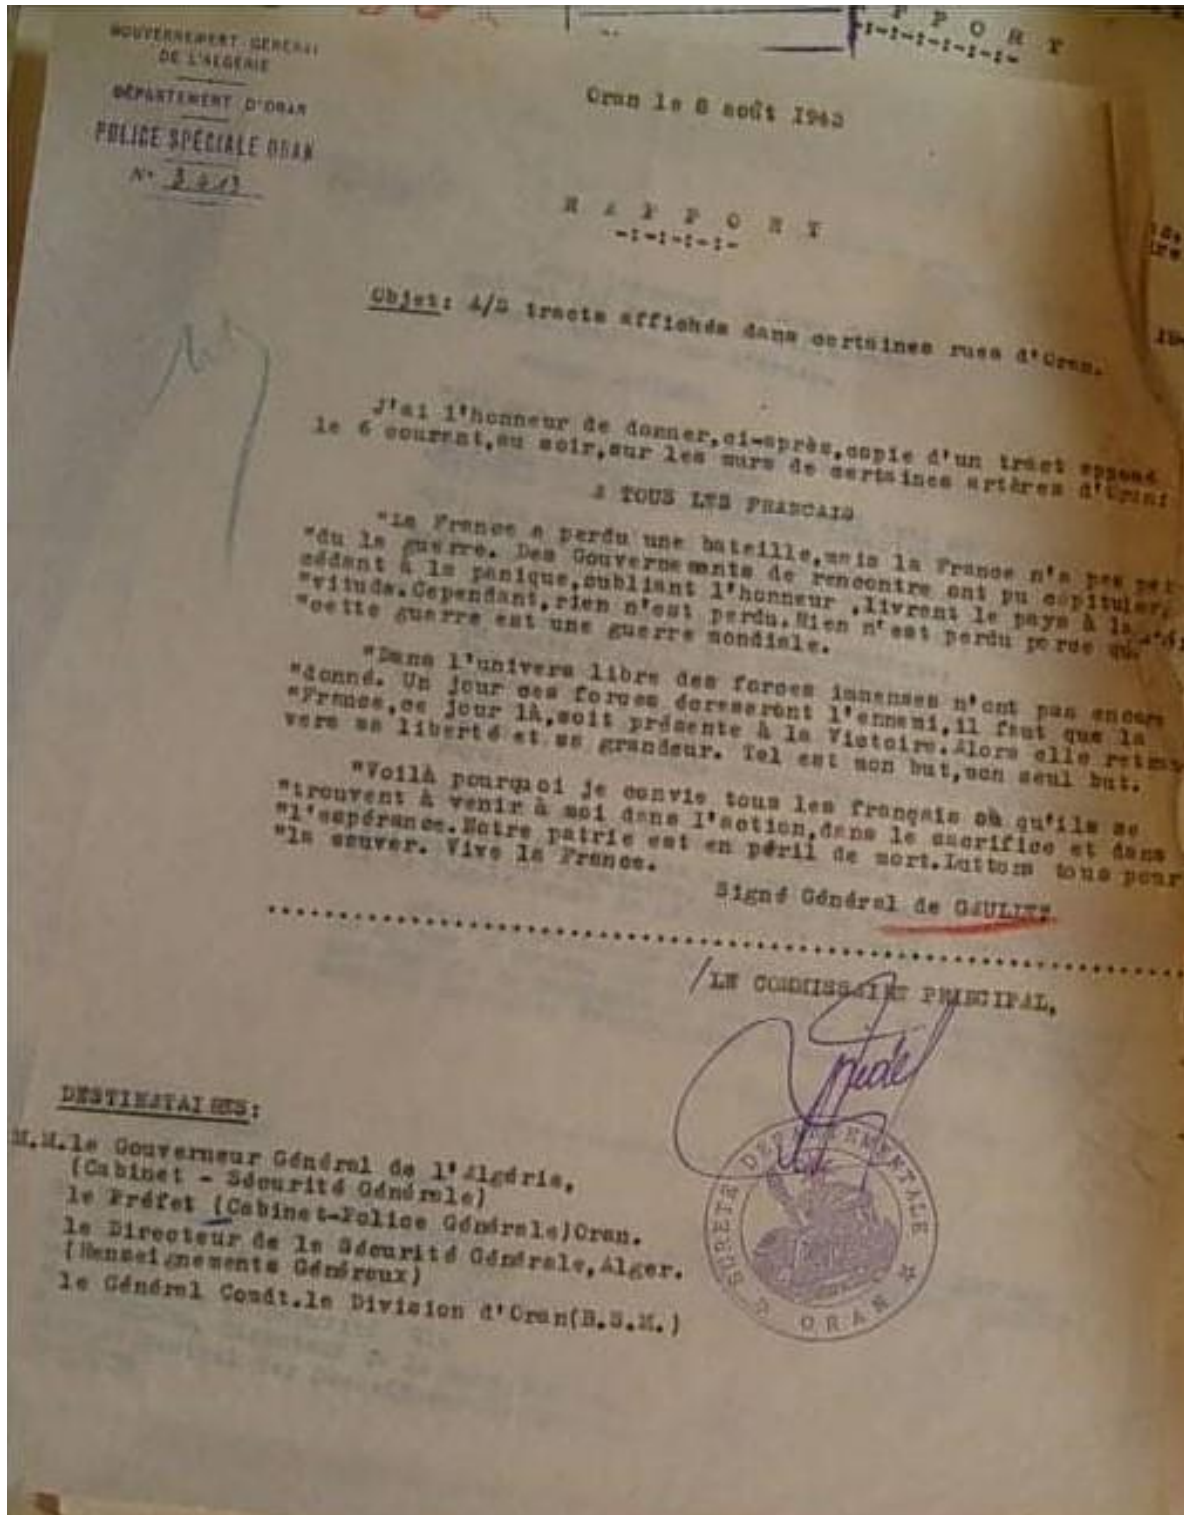 PPORT
-:-:-:-:-:-
GOUVERNEMENT GÉNÉRAL
DE L'ALGÉRIE
DÉPARTEMENT D'ORAN
POLICE SPÉCIALE ORAN
N°
Oran le 8 août 1943
R A P P O R T
-:-:-:-:-
Objet: A/S tracts affichés dans certaines rues d'Oran.
J'ai l'honneur de donner,ci-après,copie d'un tract apposé
le 6 courant,au soir,sur les murs de certaines artères d'Oran:
A TOUS LES FRANCAIS
"La France a perdu une bataille,mais la France n'a pas per-
"du la guerre. Des Gouvernements de rencontre ont pu capituler,
cédant à la panique,oubliant l'honneur ,livrent le pays à la
"vitude.Cependant,rien n'est perdu.Rien n'est perdu parce que
"cette guerre est une guerre mondiale.
"Dans l'univers libre des forces immenses n'ont pas encore
"donné. Un jour ces forces pour l'ennemi,il faut que la
"France,ce jour là,soit présente à la Victoire.Alors elle
vers sa liberté et sa grandeur. Tel est mon but,mon seul but.
"Voilà pourquoi je convie tous les français où qu'ils se
"trouvent à venir à moi dans l'action,dans le sacrifice et dans
"l'espérance.Notre patrie est en péril de mort.Luttons tous pour
"la sauver. Vive la France.
Signé Général de GAULLE"
/LE COMMISSAIRE PRINCIPAL,
SURETÉ DÉPARTEMENTALE
D'ORAN
DESTINATAIRES:
M.M.le Gouverneur Général de l'Algérie.
(Cabinet - Sécurité Générale)
le Préfet (Cabinet-Police Générale)Oran.
le Directeur de la Sécurité Générale,Alger.
(Renseignements Généraux)
le Général Comdt.la Division d'Oran(B.S.M.)